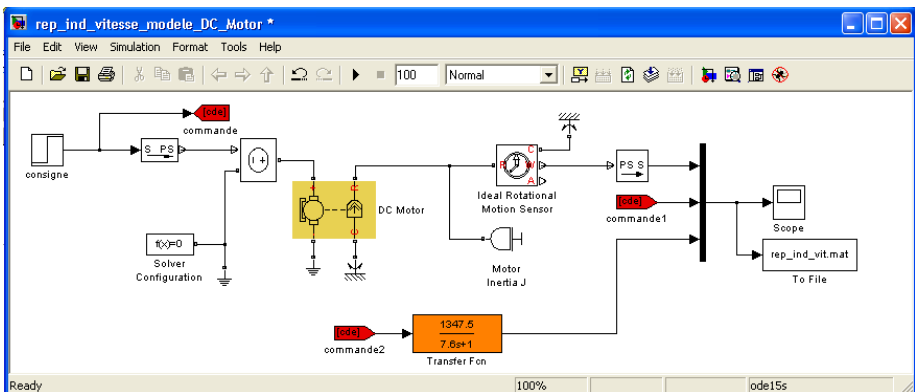 rep_ind_vitesse_modele_DC_Motor *
File Edit View Simulation Format Tools Help
100 Normal
[cde]
commande
consigne
S PS
I +
f(x)=0
Solver
Configuration
+
R
C
DC Motor
R
C
W
A
Ideal Rotational
Motion Sensor
Motor
Inertia J
PS S
[cde]
commande1
Scope
rep_ind_vit.mat
To File
[cde]
commande2
1347.5
7.6s+1
Transfer Fcn
Ready 100% ode15s